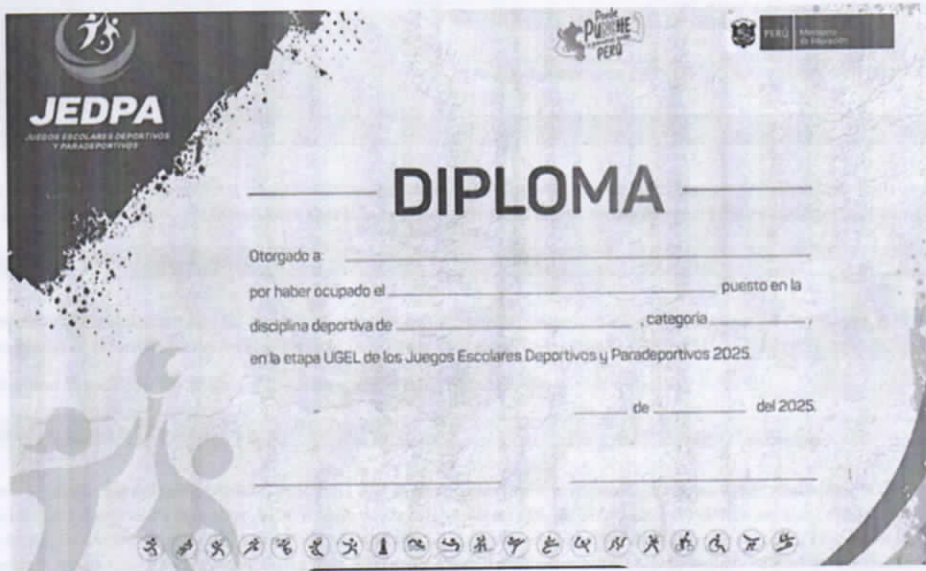 JEDPA
JUEGOS ESCOLARES DEPORTIVOS
Y PARADEPORTIVOS
PERÚ
PERÚ Ministerio
de Educación
DIPLOMA
Otorgado a:
por haber ocupado el puesto en la
disciplina deportiva de , categoría ,
en la etapa UGEL de los Juegos Escolares Deportivos y Paradeportivos 2025.
de del 2025.